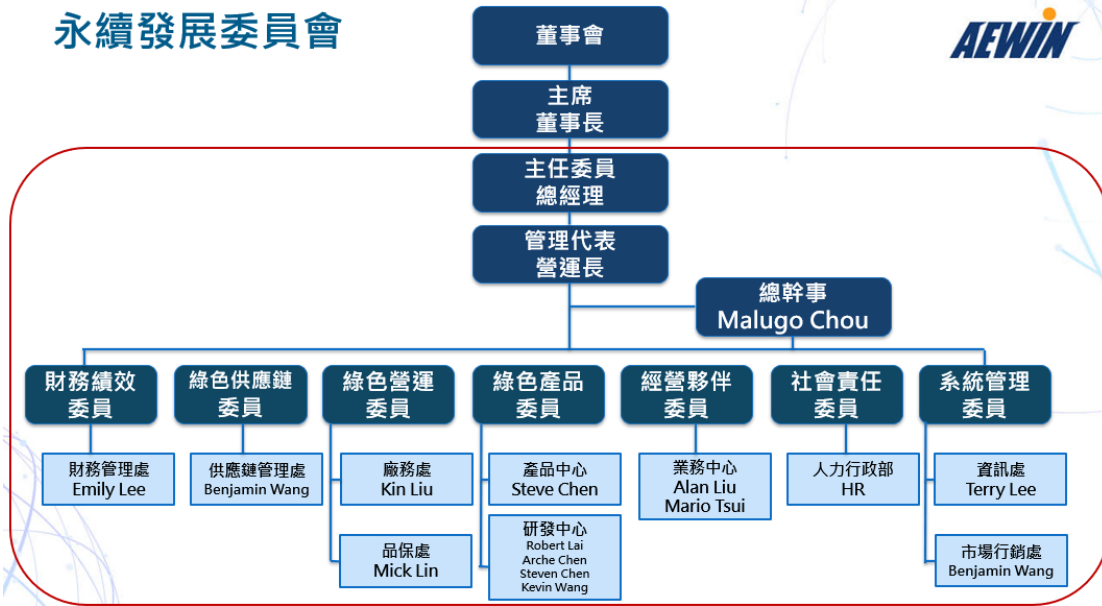 永續發展委員會
AEWIN
董事會
主席
董事長
主任委員
總經理
管理代表
營運長
總幹事
Malugo Chou
財務績效
委員
綠色供應鏈
委員
綠色營運
委員
綠色產品
委員
經營夥伴
委員
社會責任
委員
系統管理
委員
財務管理處
Emily Lee
供應鏈管理處
Benjamin Wang
廠務處
Kin Liu
產品中心
Steve Chen
業務中心
Alan Liu
Mario Tsui
人力行政部
HR
資訊處
Terry Lee
品保處
Mick Lin
研發中心
Robert Lai
Arche Chen
Steven Chen
Kevin Wang
市場行銷處
Benjamin Wang